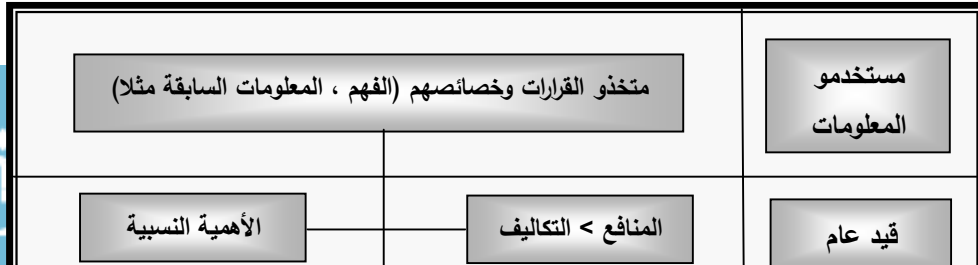 مستخدمو
المعلومات
متخذو القرارات وخصائصهم (الفهم ، المعلومات السابقة مثلا)
قيد عام
المنافع > التكاليف
الأهمية النسبية